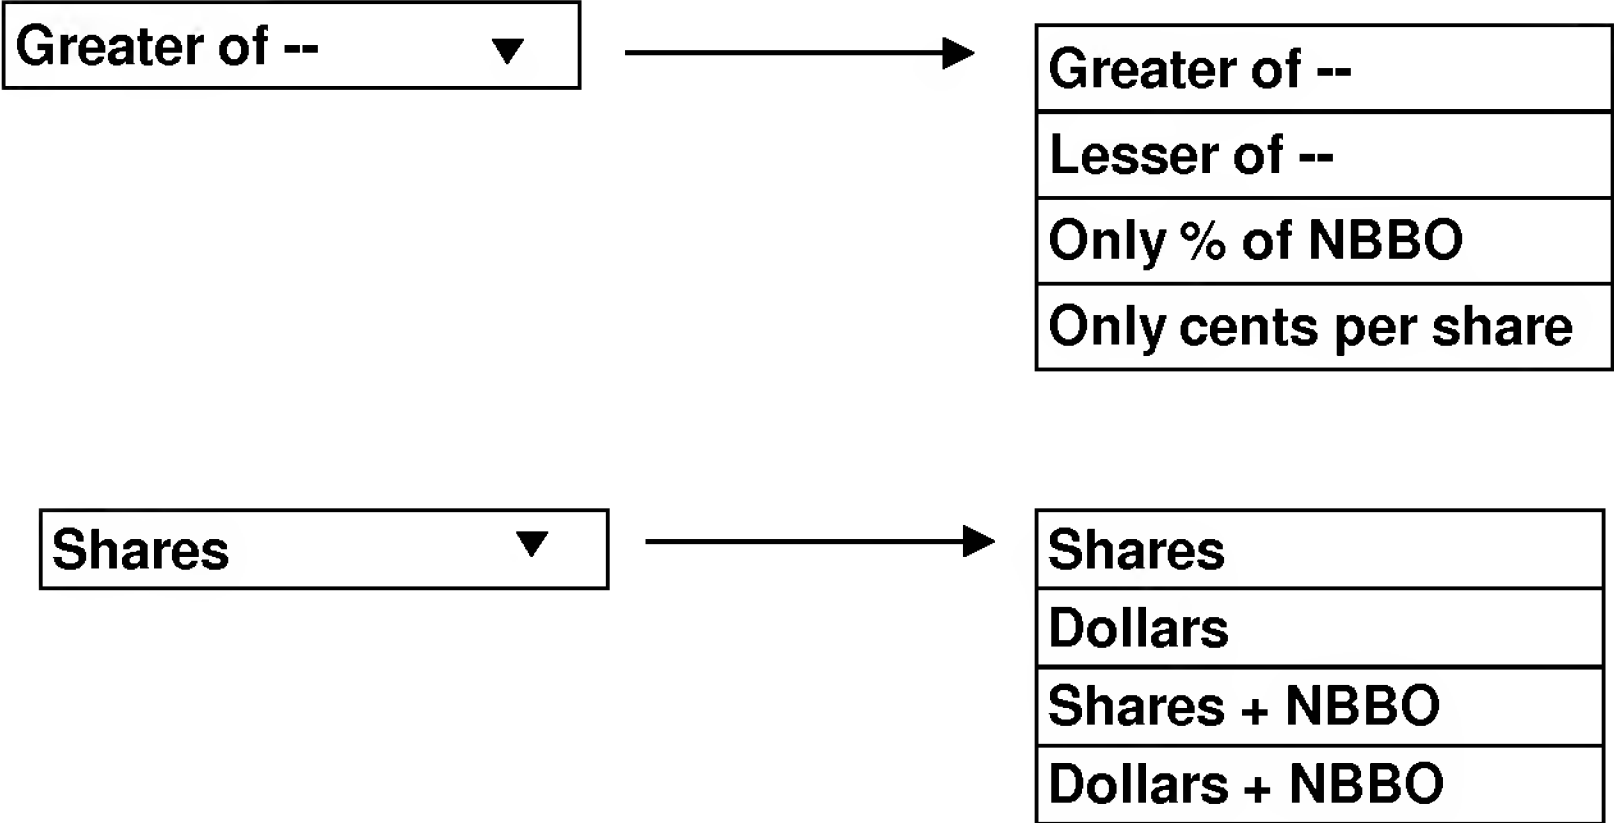 Greater of --
Greater of --
Lesser of --
Only % of NBBO
Only cents per share
Shares
Shares
Dollars
Shares + NBBO
Dollars + NBBO